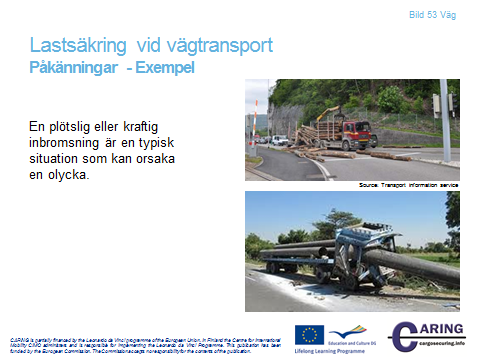 Bild 53 Väg
Lastsäkring vid vägtransport
Påkänningar - Exempel
En plötslig eller kraftig
inbromsning är en typisk
situation som kan orsaka
en olycka.
Source: Transport information service
CARING is partially financed by the Leonardo da Vinci programme of the European Union. In Finland the Centre for International
Mobility CIMO administers and is responsible for implementing the Leonardo da Vinci Programme. This publication has been
funded by the European Commission. The Commission accepts no responsibility for the contents of the publication.
Education and Culture DG
Lifelong Learning Programme
CARING
cargosecuring.info